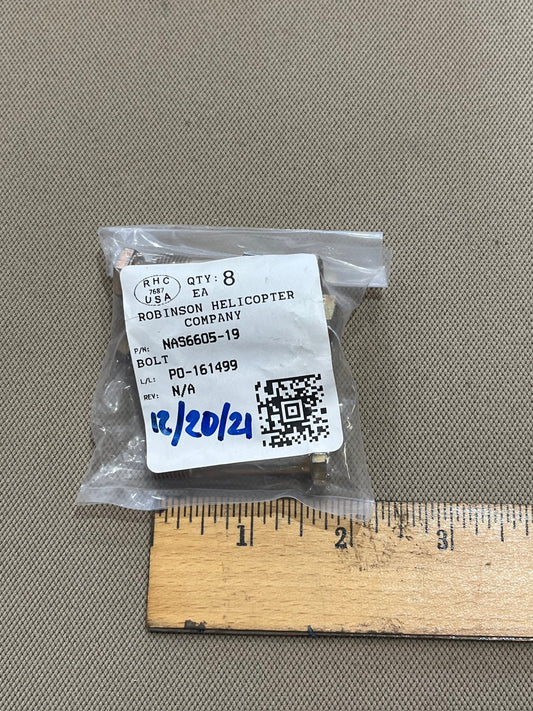 RHC
7687
USA
QTY: 8
EA
ROBINSON HELICOPTER
COMPANY
P/N: NAS6605-19
BOLT
L/L: PO-161499
REV: N/A
12/20/21
1 2 3